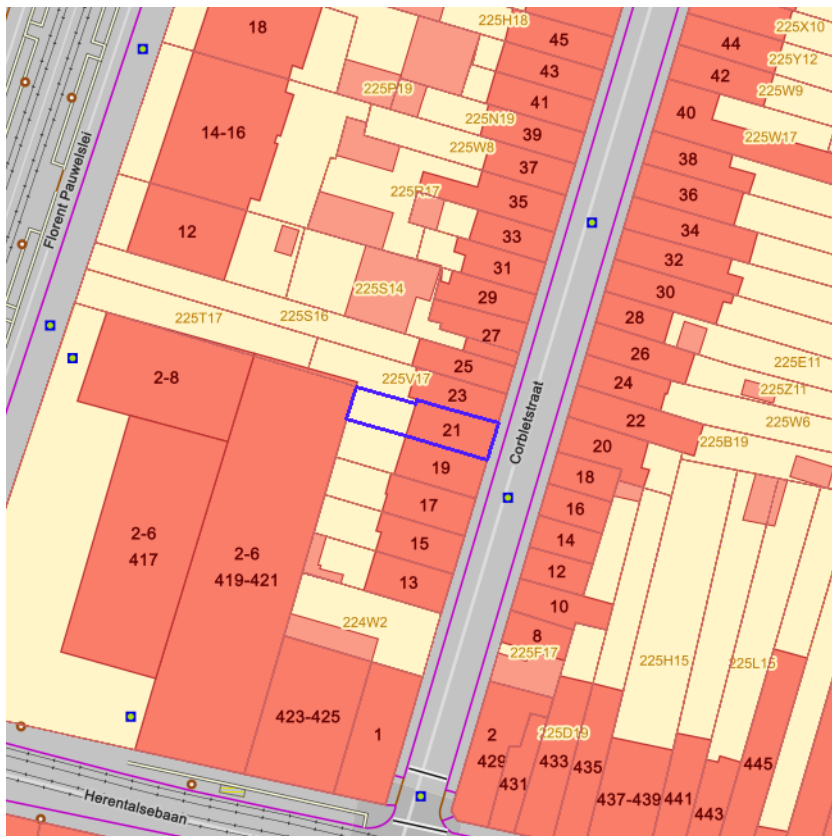 18
225H18
45
44
225X10
43
42
225Y12
225P19
41
40
225W9
14-16
225N19
39
225W17
225W8
37
38
225R17
35
36
Florent Pauwelslei
12
33
34
31
32
225S14
29
30
225T17
225S16
27
28
25
26
225E11
2-8
225V17
23
24
225Z11
21
22
225W6
Corbletstraat
20
225B19
19
18
17
16
2-6
417
15
14
2-6
419-421
13
12
10
224W2
8
225F17
225H15
225L15
423-425
1
2
429
225D19
431
433
435
445
437-439
441
443
Herentalsebaan